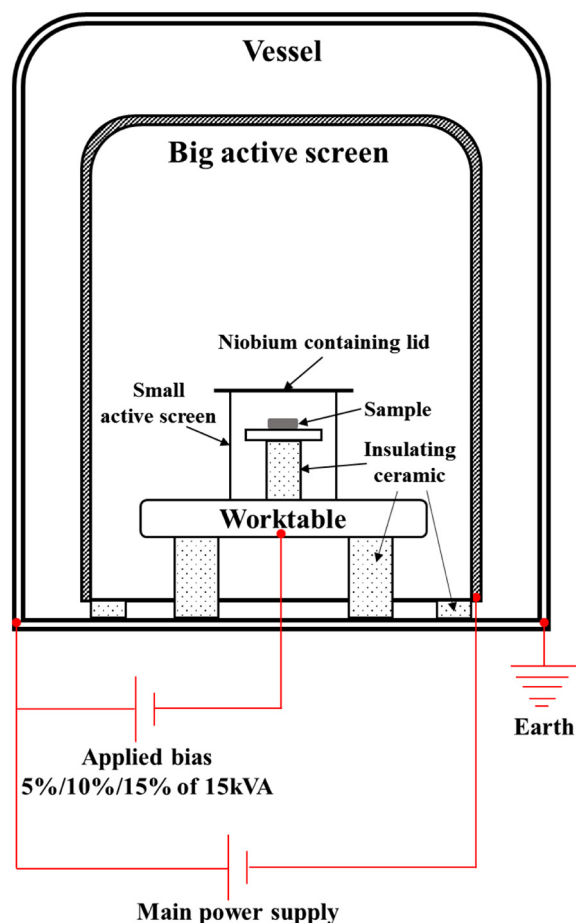 Vessel
Big active screen
Niobium containing lid
Small
active screen
Sample
Insulating
ceramic
Worktable
Earth
Applied bias
5%/10%/15% of 15kVA
Main power supply